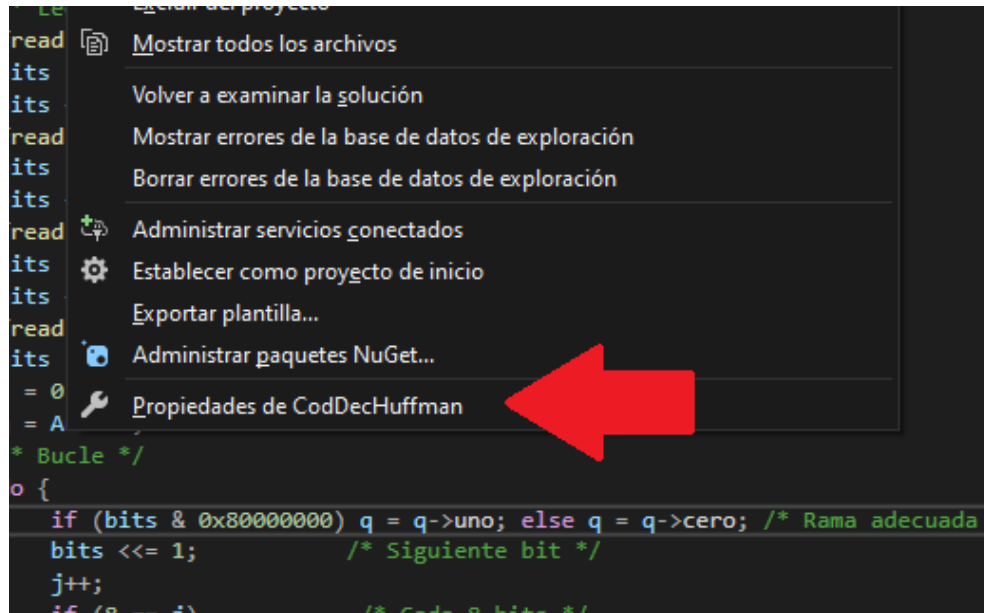 Mostrar todos los archivos
Volver a examinar la solución
Mostrar errores de la base de datos de exploración
Borrar errores de la base de datos de exploración
Administrar servicios conectados
Establecer como proyecto de inicio
Exportar plantilla...
Administrar paquetes NuGet...
Propiedades de CodDecHuffman
read
its
its
read
its
its
read
its
its
read
its
= 0
= A
* Bucle */
o {
if (bits & 0x80000000) q = q->uno; else q = q->cero; /* Rama adecuada
bits <<= 1; /* Siguiente bit */
j++;